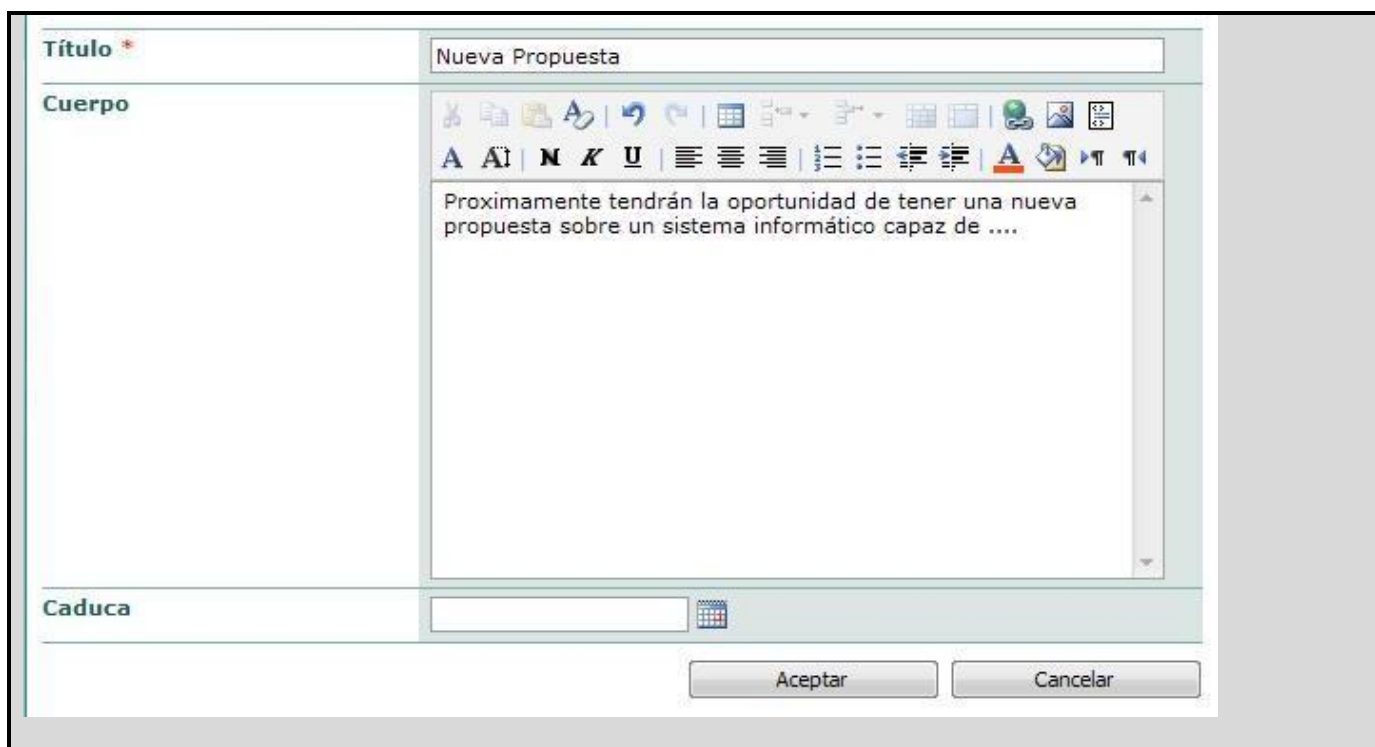 Título *
Nueva Propuesta
Cuerpo
A A | N K U A
Proximamente tendrán la oportunidad de tener una nueva
propuesta sobre un sistema informático capaz de ....
Caduca
Aceptar Cancelar